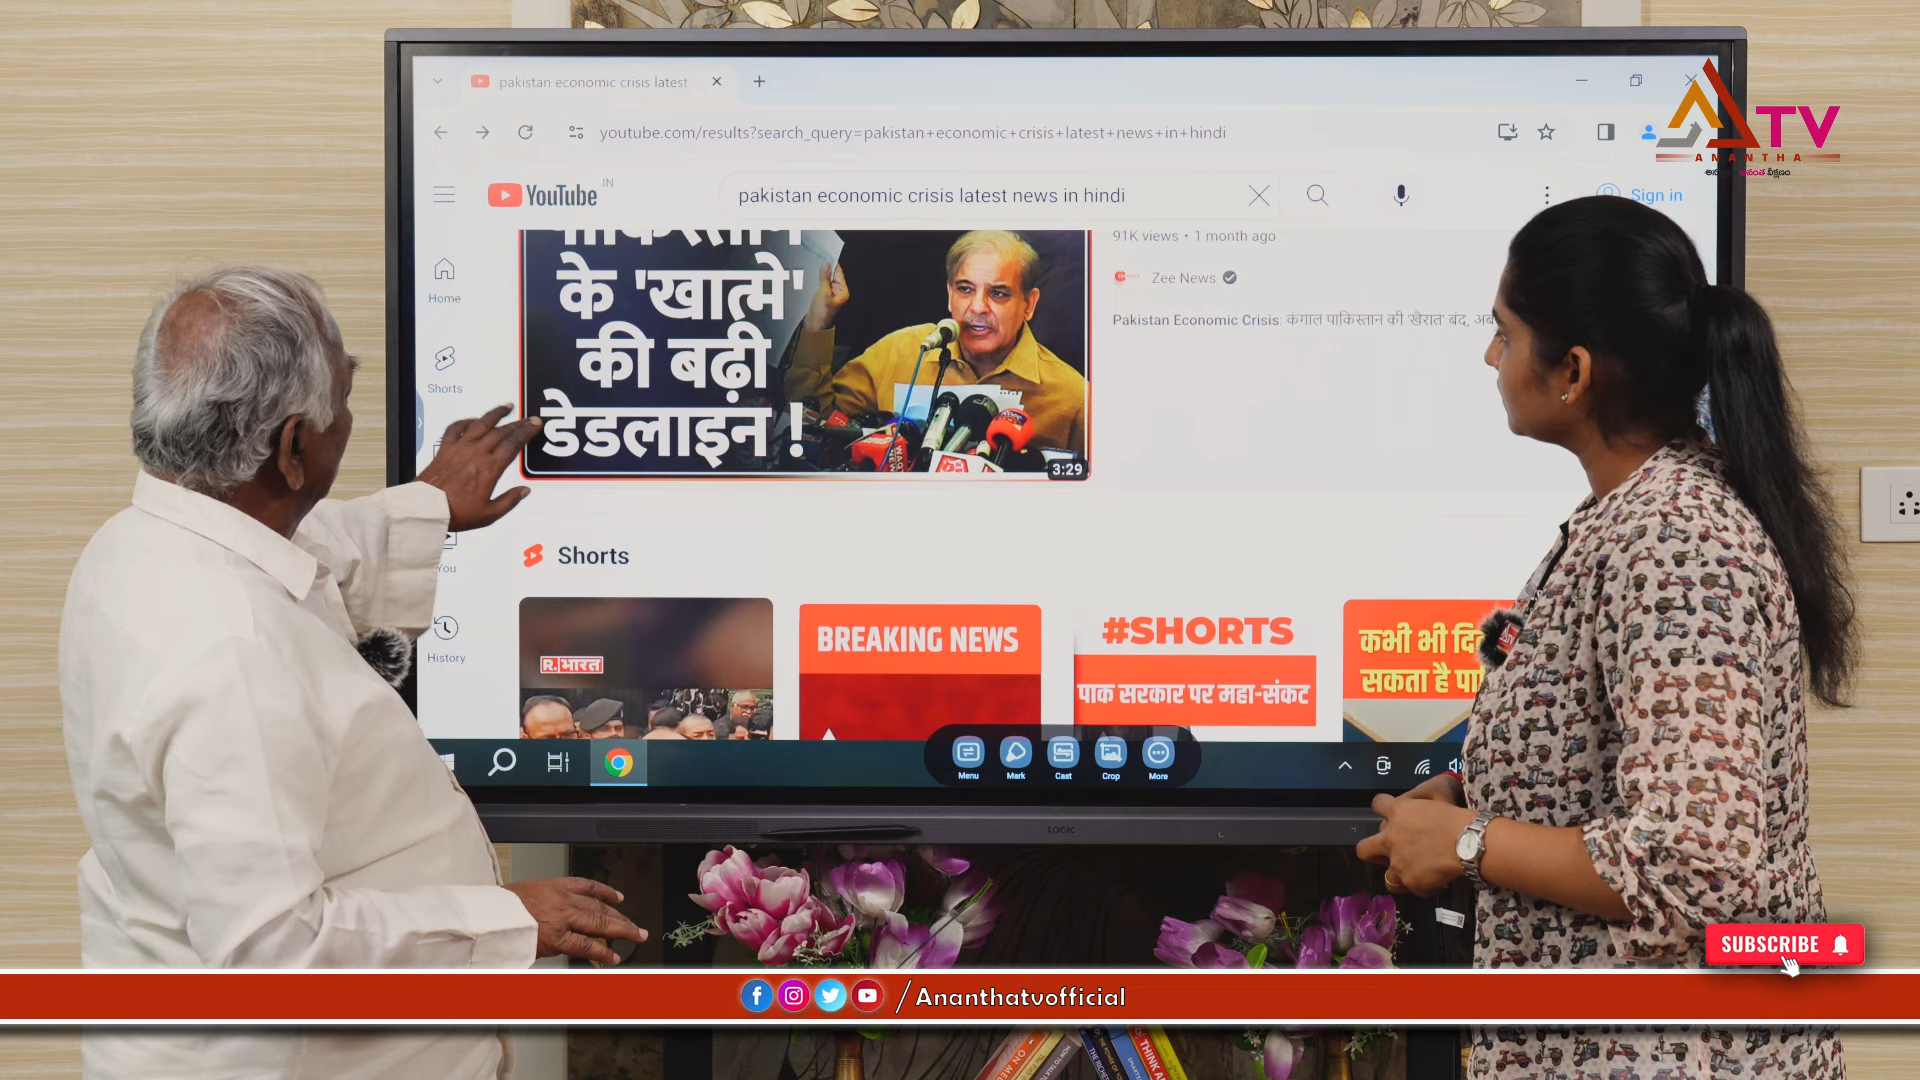 pakistan economic crisis latest
youtube.com/results?search_query=pakistan+economic+crisis+latest+news+in+hindi
TV
ANANTHA
YouTube IN
pakistan economic crisis latest news in hindi
Sign in
के 'खात्मे'
की बढ़ी
डेडलाइन !
3:29
91K views • 1 month ago
Zee News
Pakistan Economic Crisis: कंगाल पाकिस्तान की 'खैरात' बंद, अब
Home
Shorts
You
History
Shorts
R.भारत
BREAKING NEWS
#SHORTS
पाक सरकार पर महा-संकट
कभी भी
सकता है
Menu
Mark
Cast
Crop
More
LOGIC
SUBSCRIBE
/Ananthatvofficial